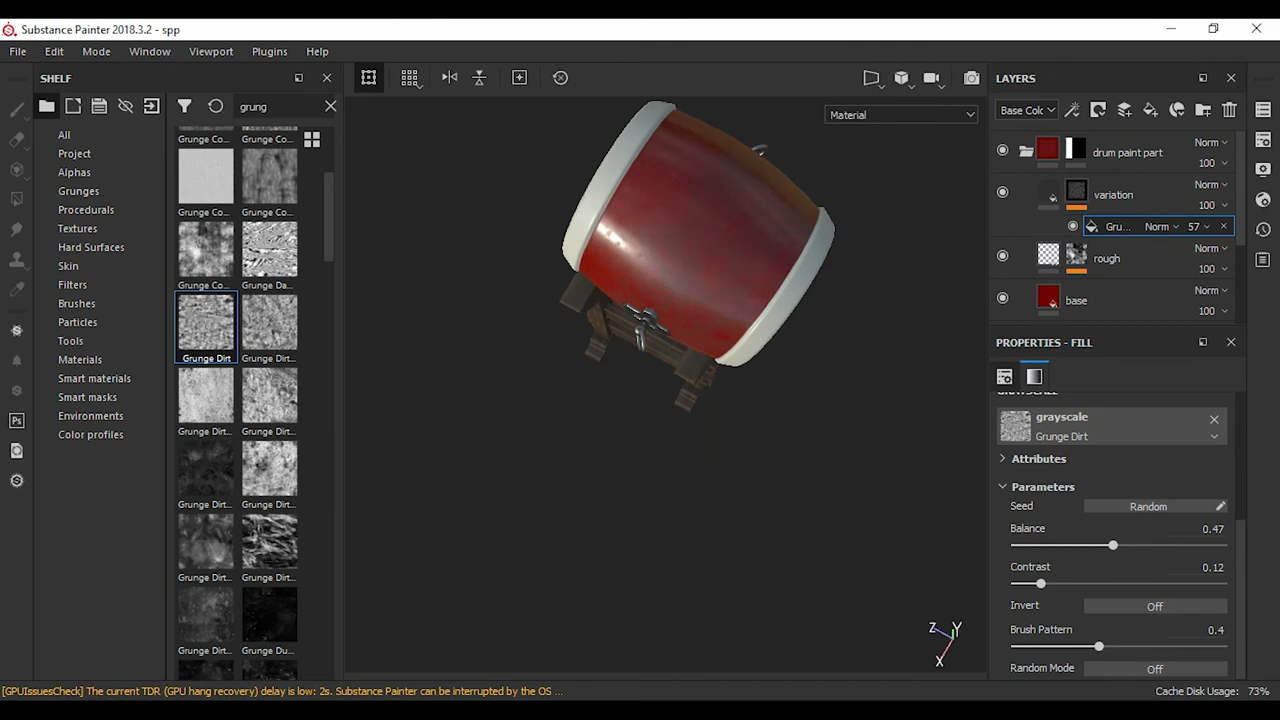 Substance Painter 2018.3.2 - spp
File Edit Mode Window Viewport Plugins Help
SHELF
grung
All
Project
Alphas
Grunges
Procedurals
Textures
Hard Surfaces
Skin
Filters
Brushes
Particles
Tools
Materials
Smart materials
Smart masks
Environments
Color profiles
Grunge Co... Grunge Co...
Grunge Co... Grunge Co...
Grunge Co... Grunge Da...
Grunge Dirt Grunge Dirt...
Grunge Dirt... Grunge Dirt...
Grunge Dirt... Grunge Dirt...
Grunge Dirt... Grunge Dirt...
Grunge Dirt... Grunge Du...
Material
Z Y
X
LAYERS
Base Colo
drum paint part Norm
100
variation Norm
100
Gru... Norm 57
rough Norm
100
base Norm
100
PROPERTIES - FILL
grayscale
Grunge Dirt
Attributes
Parameters
Seed Random
Balance 0.47
Contrast 0.12
Invert Off
Brush Pattern 0.4
Random Mode Off
[GPUIssuesCheck] The current TDR (GPU hang recovery) delay is low: 2s. Substance Painter can be interrupted by the OS ...
Cache Disk Usage: 73%
Ps